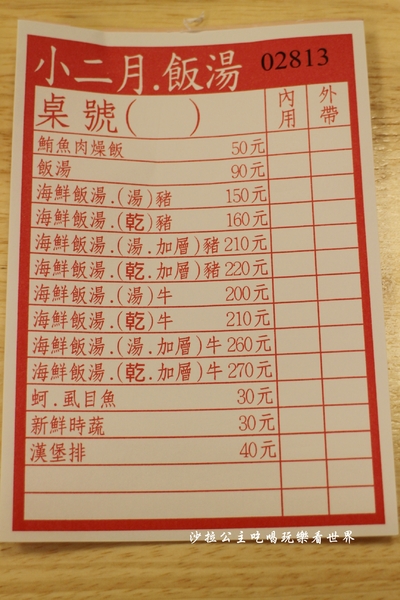 小二月.飯湯 02813
桌號( ) 內用 外帶
鮪魚肉燥飯 50元
飯湯 90元
海鮮飯湯.(湯)豬 150元
海鮮飯湯.(乾)豬 160元
海鮮飯湯.(湯.加層)豬 210元
海鮮飯湯.(乾.加層)豬 220元
海鮮飯湯.(湯)牛 200元
海鮮飯湯.(乾)牛 210元
海鮮飯湯.(湯.加層)牛 260元
海鮮飯湯.(乾.加層)牛 270元
蚵.虱目魚 30元
新鮮時蔬 30元
漢堡排 40元
沙拉公主吃喝玩樂看世界